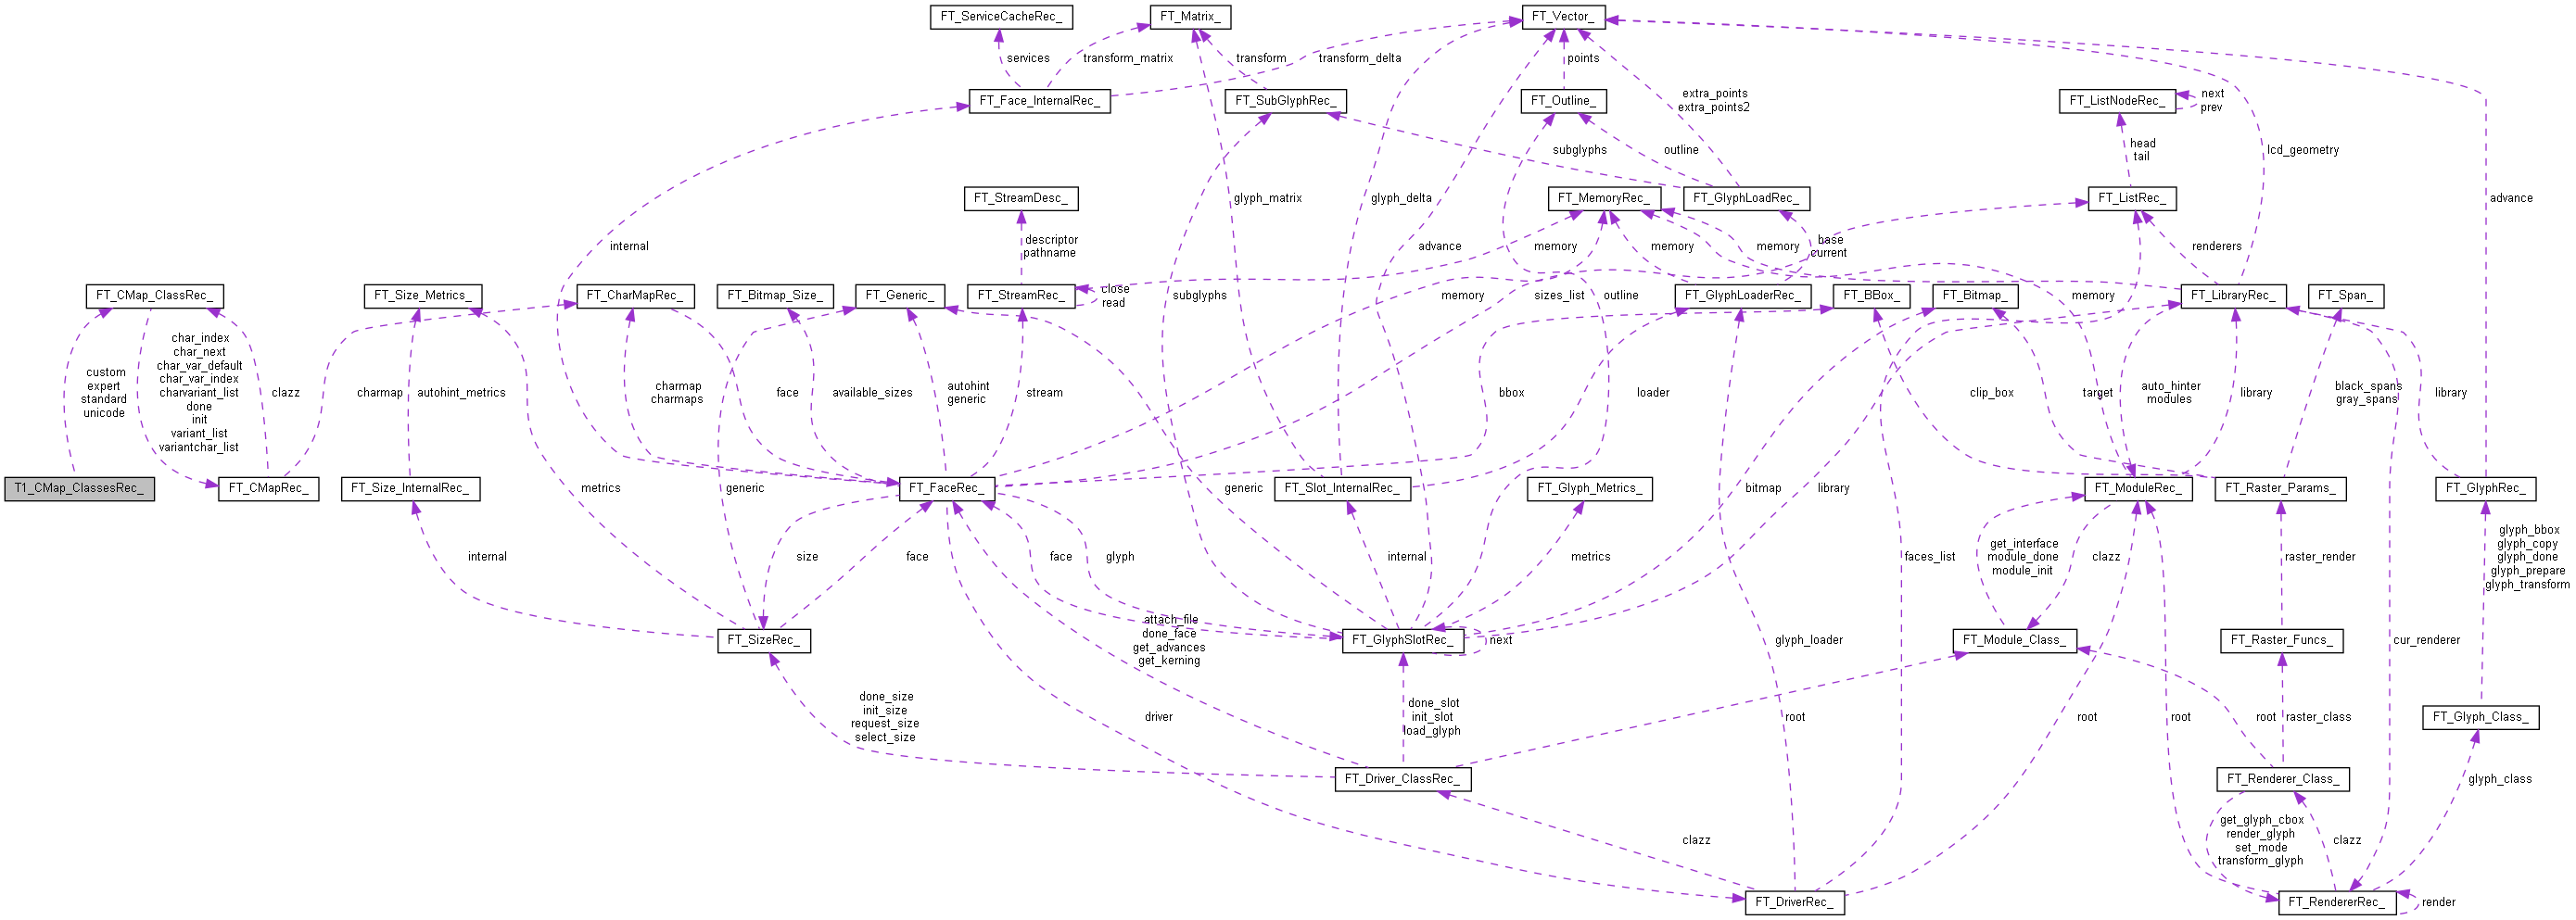 FT_ServiceCacheRec_
FT_Matrix_
FT_Vector_
services
transform_matrix
transform
transform_delta
points
FT_Face_InternalRec_
FT_SubGlyphRec_
FT_Outline_
extra_points
extra_points2
FT_ListNodeRec_
next
prev
subglyphs
outline
head
tail
lcd_geometry
FT_StreamDesc_
glyph_matrix
glyph_delta
FT_MemoryRec_
FT_GlyphLoadRec_
FT_ListRec_
advance
internal
descriptor
pathname
advance
memory
memory
memory
base
current
renderers
FT_CMap_ClassRec_
FT_Size_Metrics_
FT_CharMapRec_
FT_Bitmap_Size_
FT_Generic_
FT_StreamRec_
close
read
subglyphs
memory
sizes_list
outline
FT_GlyphLoaderRec_
FT_BBox_
FT_Bitmap_
memory
FT_LibraryRec_
FT_Span_
custom
expert
standard
unicode
char_index
char_next
char_var_default
char_var_index
charvariant_list
done
init
variant_list
variantchar_list
clazz
charmap
autohint_metrics
charmap
charmaps
face
available_sizes
autohint
generic
stream
bbox
loader
clip_box
target
auto_hinter
modules
library
black_spans
gray_spans
library
T1_CMap_ClassesRec_
FT_CMapRec_
FT_Size_InternalRec_
metrics
generic
FT_FaceRec_
generic
FT_Slot_InternalRec_
FT_Glyph_Metrics_
bitmap
library
FT_ModuleRec_
FT_Raster_Params_
FT_GlyphRec_
internal
size
face
face
glyph
internal
metrics
faces_list
get_interface
module_done
module_init
clazz
raster_render
glyph_bbox
glyph_copy
glyph_done
glyph_prepare
glyph_transform
FT_SizeRec_
attach_file
done_face
get_advances
get_kerning
FT_GlyphSlotRec_
next
glyph_loader
FT_Module_Class_
FT_Raster_Funcs_
cur_renderer
done_size
init_size
request_size
select_size
driver
done_slot
init_slot
load_glyph
root
root
root
root
raster_class
FT_Glyph_Class_
FT_Driver_ClassRec_
FT_Renderer_Class_
glyph_class
clazz
get_glyph_cbox
render_glyph
set_mode
transform_glyph
clazz
FT_DriverRec_
FT_RendererRec_
render